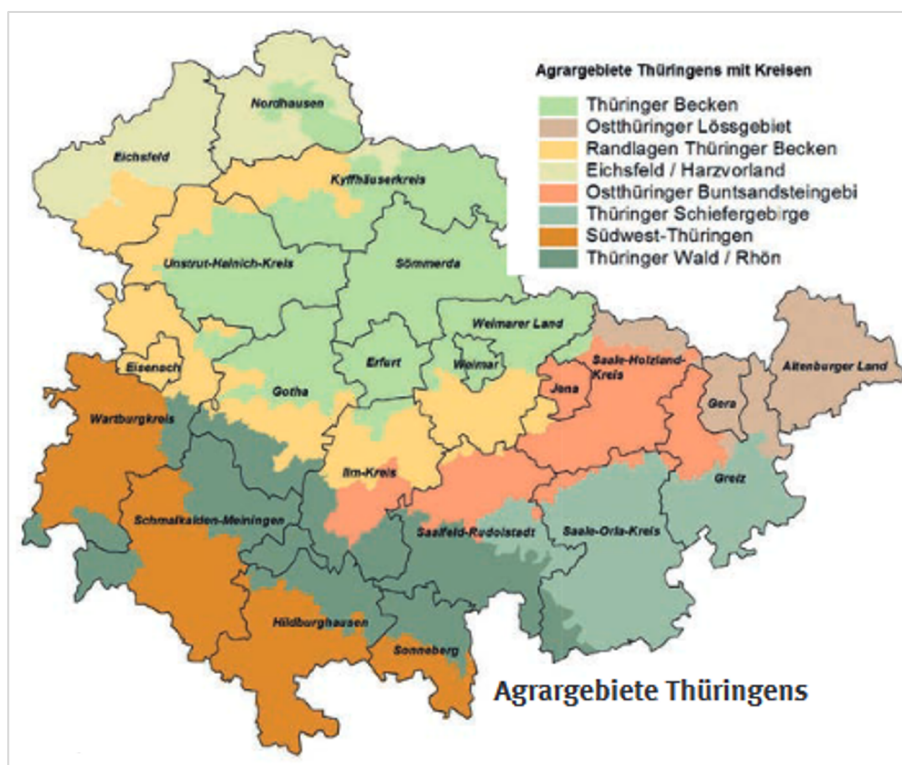 Agrargebiete Thüringens mit Kreisen
Thüringer Becken
Ostthüringer Lössgebiet
Randlagen Thüringer Becken
Eichsfeld / Harzvorland
Ostthüringer Buntsandsteingebi
Thüringer Schiefergebirge
Südwest-Thüringen
Thüringer Wald / Rhön
Nordhausen
Eichsfeld
Kyffhäuserkreis
Unstrut-Hainich-Kreis
Sömmerda
Weimarer Land
Eisenach
Gotha
Erfurt
Weimar
Saale-Holzland-
Kreis
Jena
Gera
Altenburger Land
Wartburgkreis
Ilm-Kreis
Greiz
Schmalkalden-Meiningen
Saalfeld-Rudolstadt
Saale-Orla-Kreis
Hildburghausen
Sonneberg
Agrargebiete Thüringens